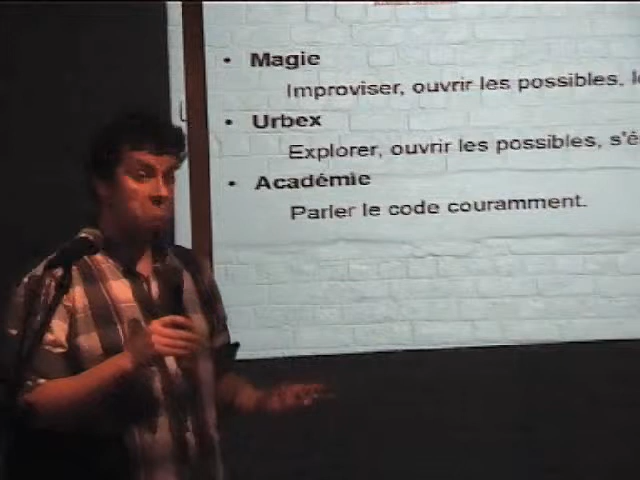 • Magie
Improviser, ouvrir les possibles,
• Urbex
Explorer, ouvrir les possibles, s'é
• Académie
Parler le code couramment.